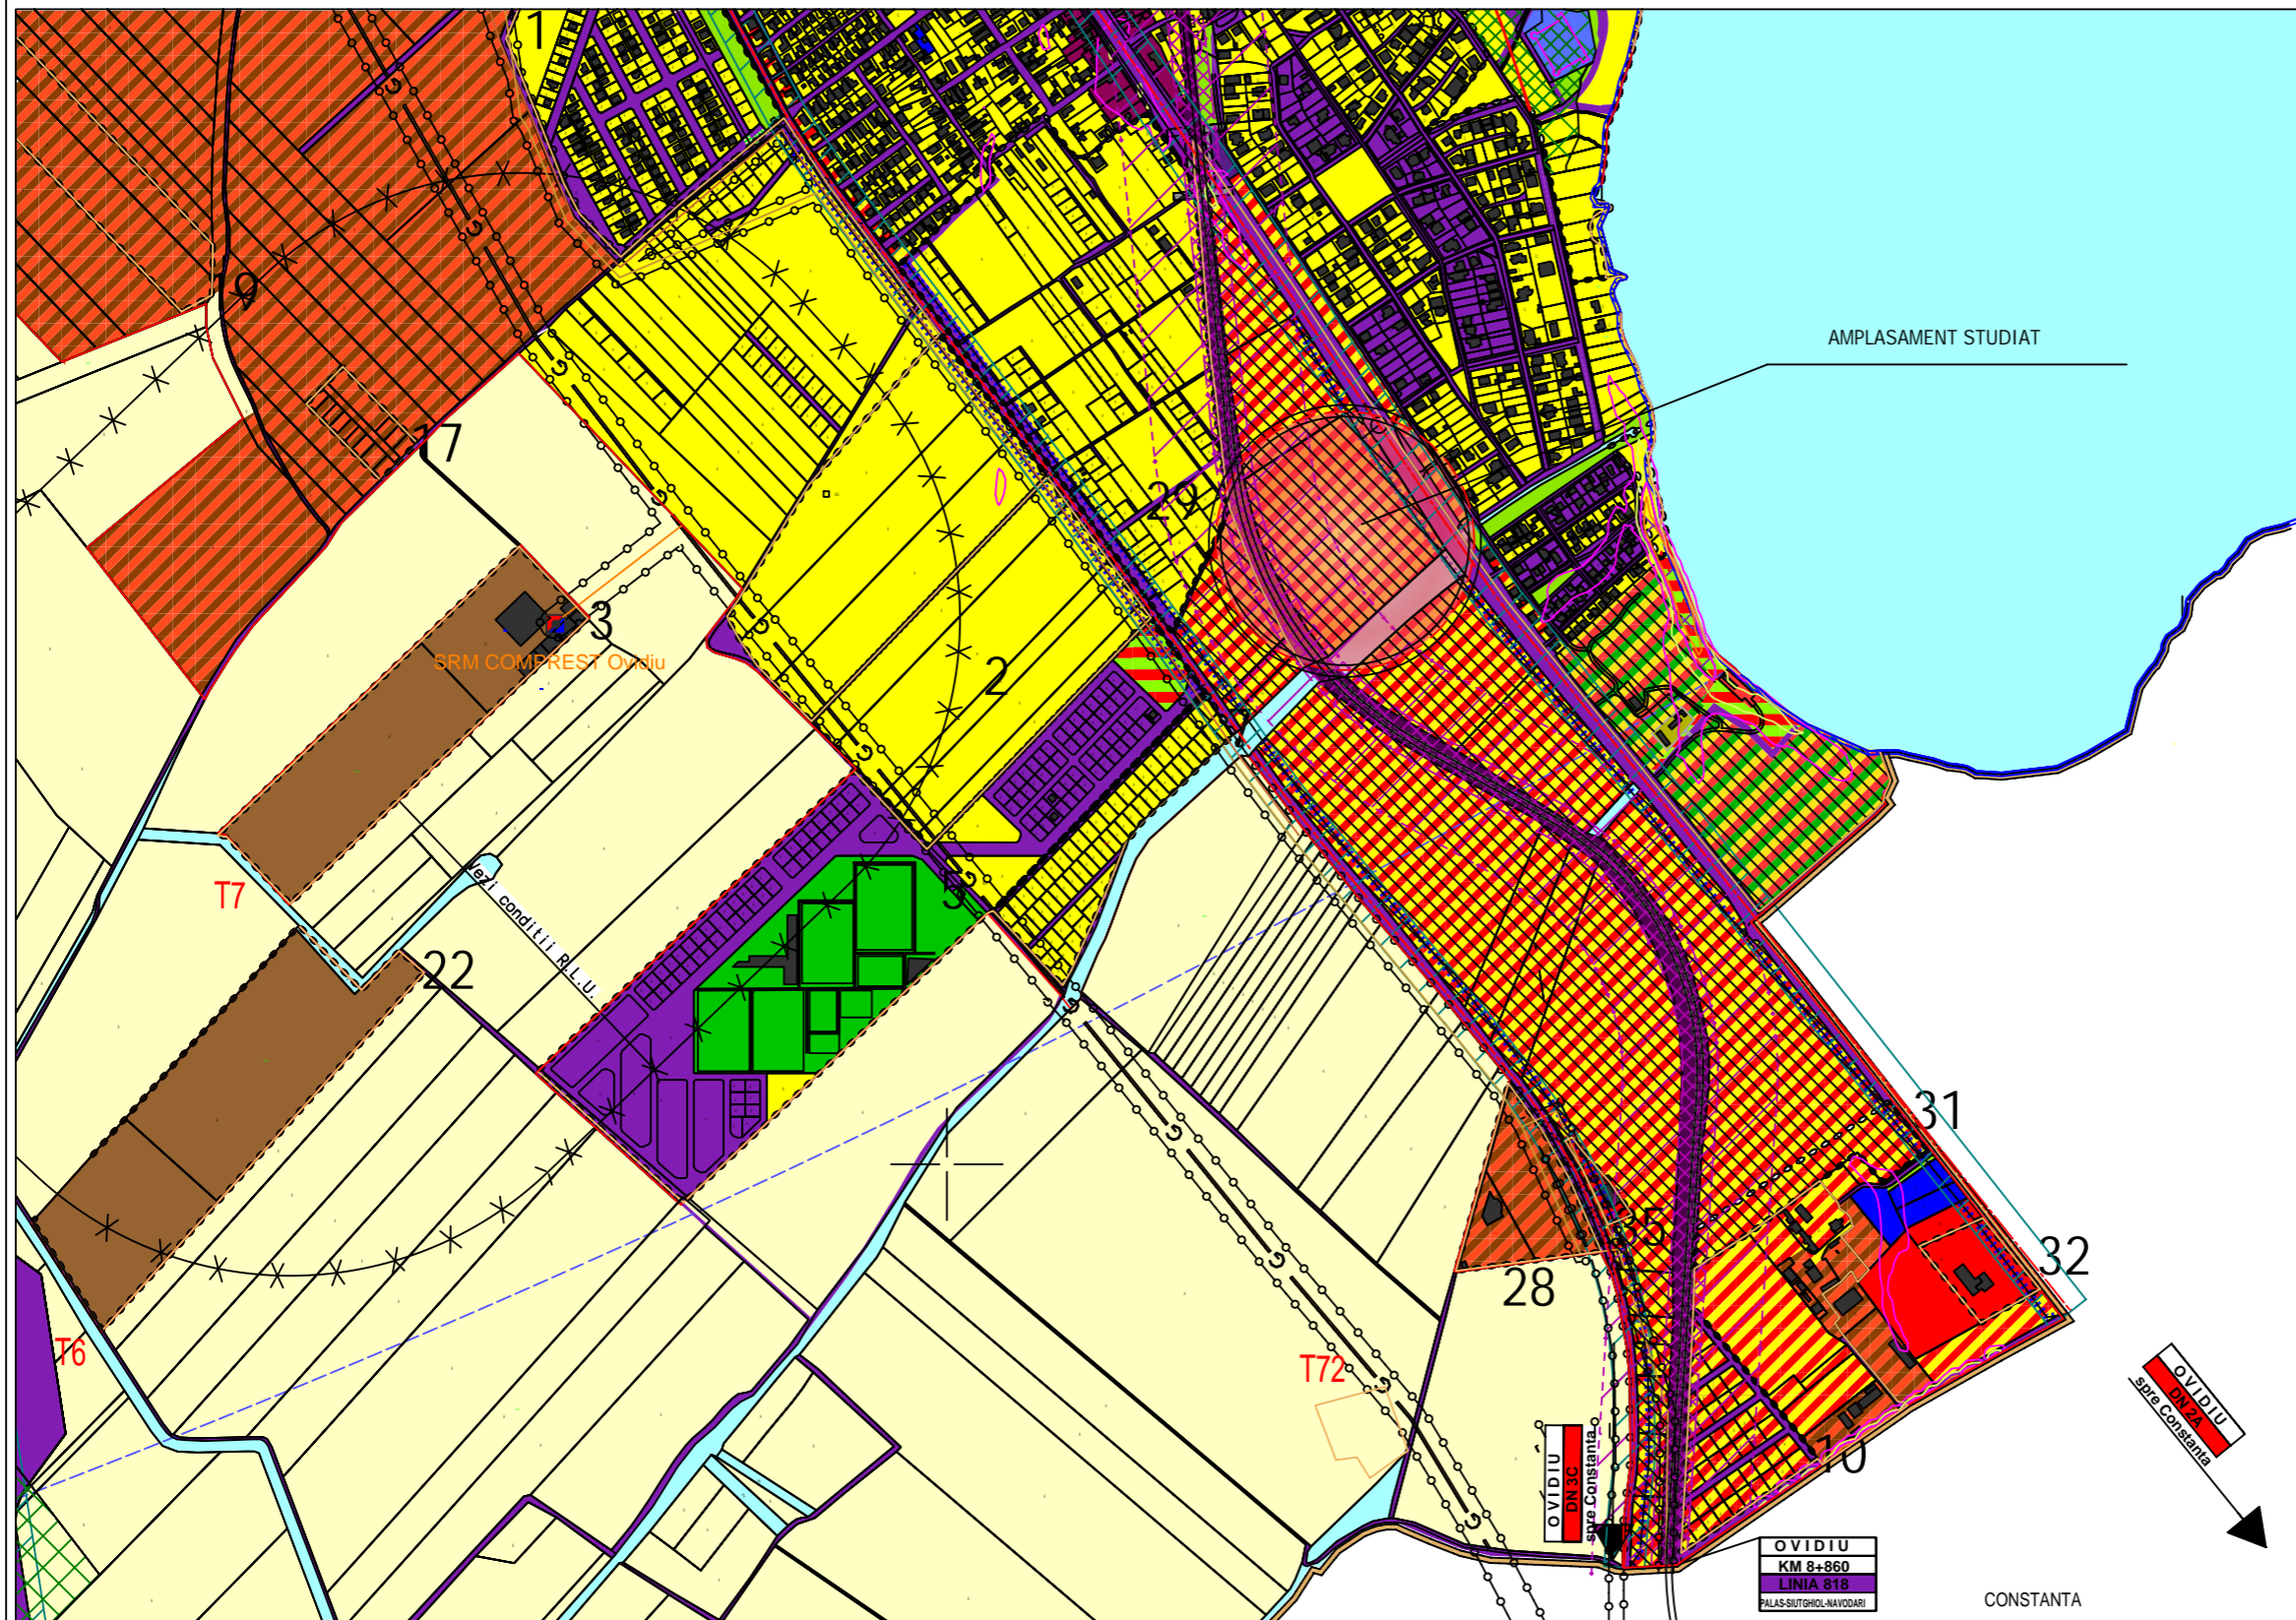 1
AMPLASAMENT STUDIAT
19
17
29
3
SRM COMPREST Ovidiu
2
T7
5
vezi conditii R.L.U.
22
31
35
32
28
T6
T72
10
OVIDIU
DN 3C
spre Constanta
OVIDIU
DN 2A
spre Constanta
OVIDIU
KM 8+860
LINIA 818
PALAS-SIUTGHIOL-NAVODARI
CONSTANTA
G
G
G
G
G
G
G
G
G
G
G
G
G